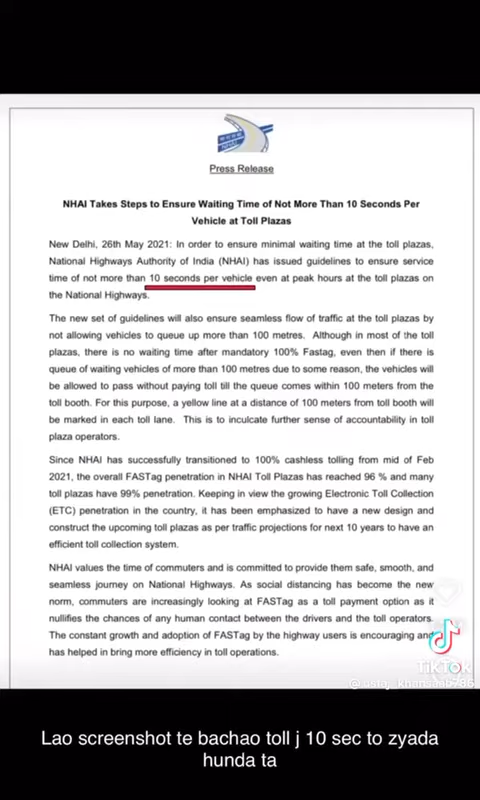 Press Release
NHAI Takes Steps to Ensure Waiting Time of Not More Than 10 Seconds Per
Vehicle at Toll Plazas
New Delhi, 26th May 2021: In order to ensure minimal waiting time at the toll plazas,
National Highways Authority of India (NHAI) has issued guidelines to ensure service
time of not more than 10 seconds per vehicle even at peak hours at the toll plazas on
the National Highways.
The new set of guidelines will also ensure seamless flow of traffic at the toll plazas by
not allowing vehicles to queue up more than 100 metres. Although in most of the toll
plazas, there is no waiting time after mandatory 100% Fastag, even then if there is
queue of waiting vehicles of more than 100 metres due to some reason, the vehicles
will be allowed to pass without paying toll till the queue comes within 100 meters from the
toll booth. For this purpose, a yellow line at a distance of 100 meters from toll booth will
be marked in each toll lane. This is to inculcate further sense of accountability in toll
plaza operators.
Since NHAI has successfully transitioned to 100% cashless tolling from mid of Feb
2021, the overall FASTag penetration in NHAI Toll Plazas has reached 96 % and many
toll plazas have 99% penetration. Keeping in view the growing Electronic Toll Collection
(ETC) penetration in the country, it has been emphasized to have a new design and
construct the upcoming toll plazas as per traffic projections for next 10 years to have an
efficient toll collection system.
NHAI values the time of commuters and is committed to provide them safe, smooth, and
seamless journey on National Highways. As social distancing has become the new
norm, commuters are increasingly looking at FASTag as a toll payment option as it
nullifies the chances of any human contact between the drivers and the toll operators.
The constant growth and adoption of FASTag by the highway users is encouraging and
has helped in bring more efficiency in toll operations.
TikTok
Lao screenshot te bachao toll j 10 sec to zyada
hunda ta